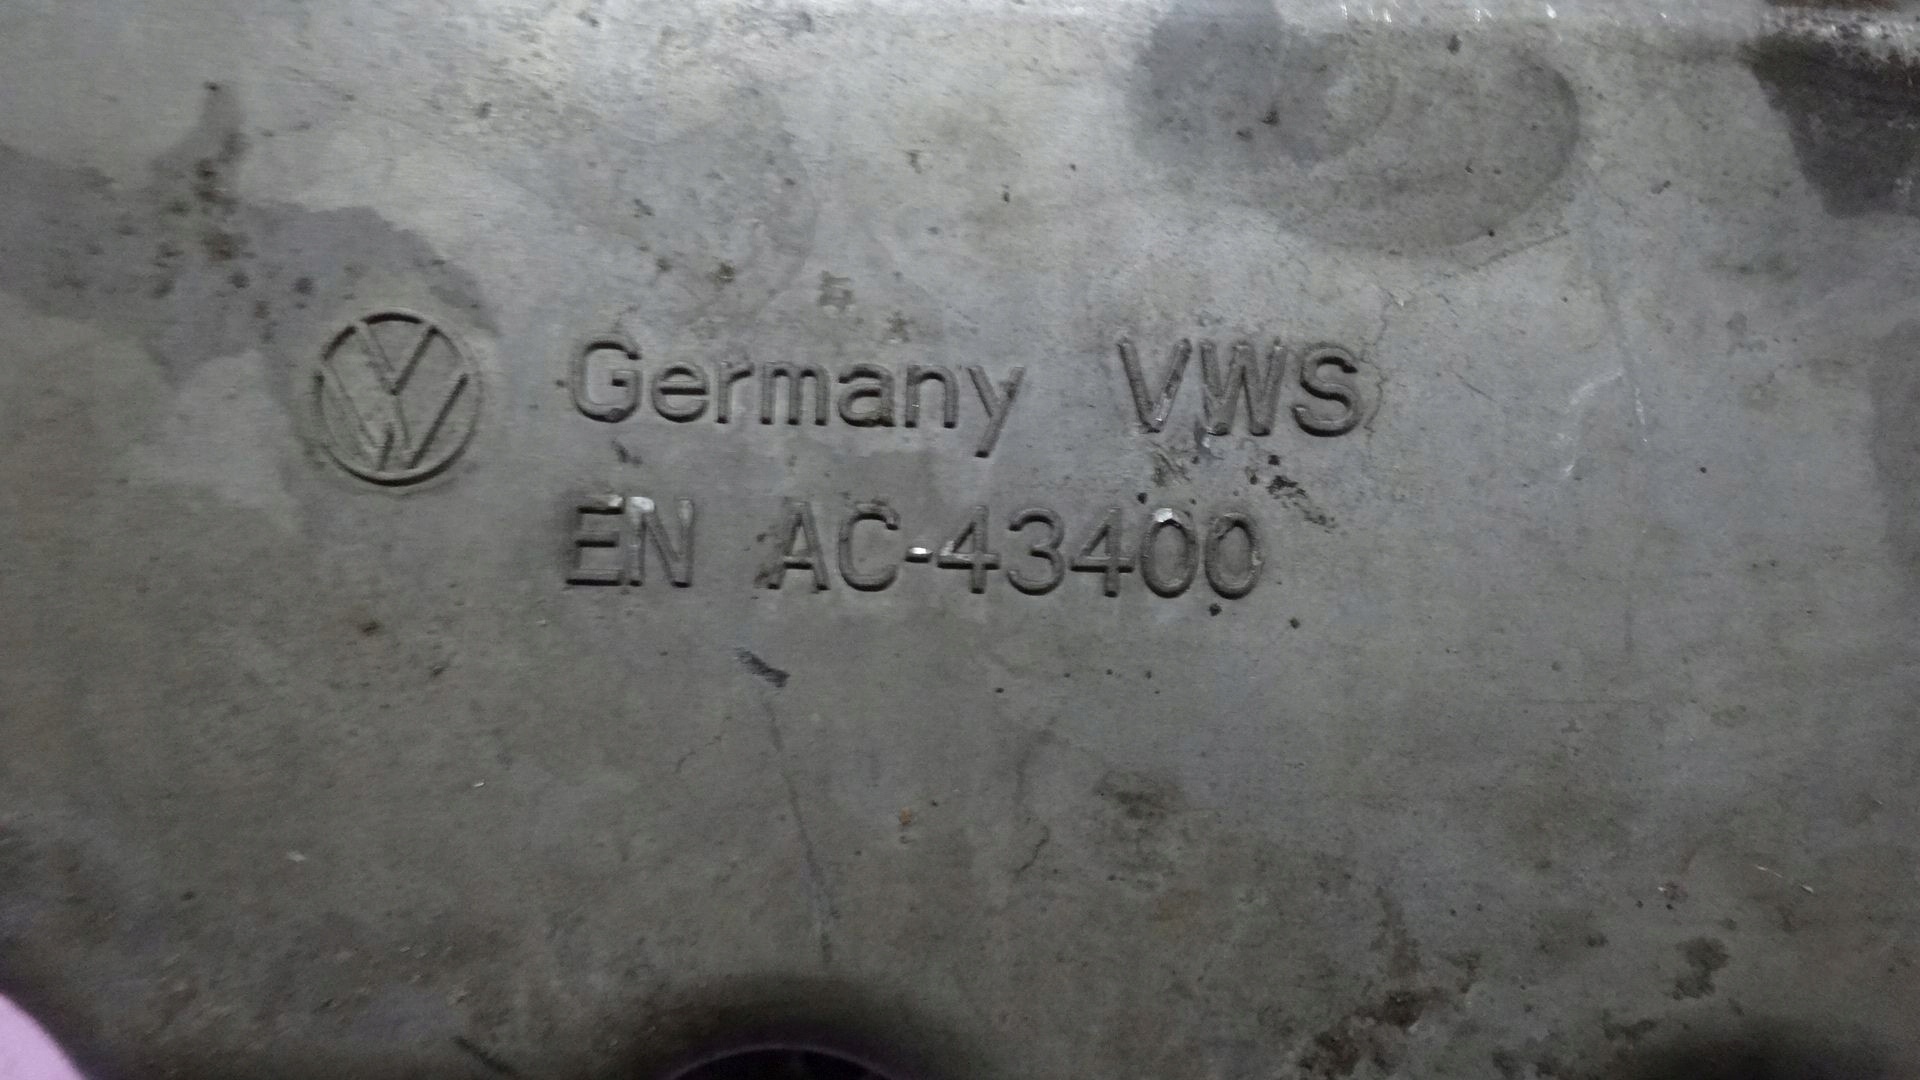 Germany VWS
EN AC-43400